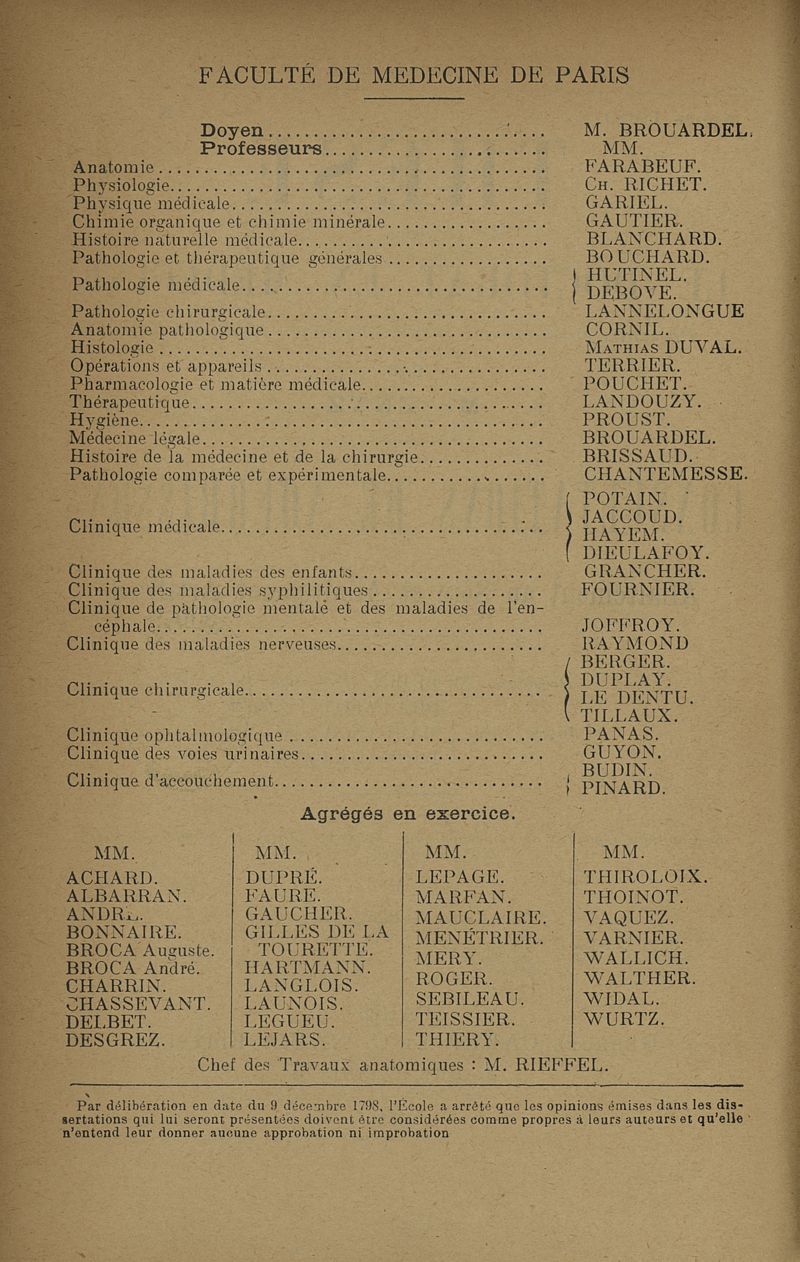 FACULTÉ DE MEDECINE DE PARIS
Doyen M. BROUARDEL.
Professeurs MM.
Anatomie FARABEUF.
Physiologie CH. RICHET.
Physique médicale GARIEL.
Chimie organique et chimie minérale GAUTIER.
Histoire naturelle médicale BLANCHARD.
Pathologie et thérapeutique générales BOUCHARD.
Pathologie médicale HUTINEL.
DEBOVE.
Pathologie chirurgicale LANNELONGUE
Anatomie pathologique CORNIL.
Histologie MATHIAS DUVAL.
Opérations et appareils TERRIER.
Pharmacologie et matière médicale POUCHET.
Thérapeutique LANDOUZY.
Hygiène PROUST.
Médecine légale BROUARDEL.
Histoire de la médecine et de la chirurgie BRISSAUD.
Pathologie comparée et expérimentale CHANTEMESSE.
Clinique médicale POTAIN.
JACCOUD.
HAYEM.
DIEULAFOY.
Clinique des maladies des enfants GRANCHER.
Clinique des maladies syphilitiques FOURNIER.
Clinique de pathologie mentale et des maladies de l'en-
céphale JOFFROY.
Clinique des maladies nerveuses RAYMOND
Clinique chirurgicale BERGER.
DUPLAY.
LE DENTU.
TILLAUX.
Clinique ophtalmologique PANAS.
Clinique des voies urinaires GUYON.
Clinique d'accouchement BUDIN.
PINARD.
Agrégés en exercice.
MM.
ACHARD.
ALBARRAN.
ANDRÉ.
BONNAIRE.
BROCA Auguste.
BROCA André.
CHARRIN.
CHASSEVANT.
DELBET.
DESGREZ.
MM.
DUPRÉ.
FAURE.
GAUCHER.
GILLES DE LA
TOURETTE.
HARTMANN.
LANGLOIS.
LAUNOIS.
LEGUEU.
LEJARS.
MM.
LEPAGE.
MARFAN.
MAUCLAIRE.
MENÉTRIER.
MERY.
ROGER.
SEBILEAU.
TEISSIER.
THIERY.
MM.
THIROLOIX.
THOINOT.
VAQUEZ.
VARNIER.
WALLICH.
WALTHER.
WIDAL.
WURTZ.
Chef des Travaux anatomiques : M. RIEFFEL.
Par délibération en date du 9 décembre 1798, l'École a arrêté que les opinions émises dans les dis-
sertations qui lui seront présentées doivent être considérées comme propres à leurs auteurs et qu'elle
n'entend leur donner aucune approbation ni improbation